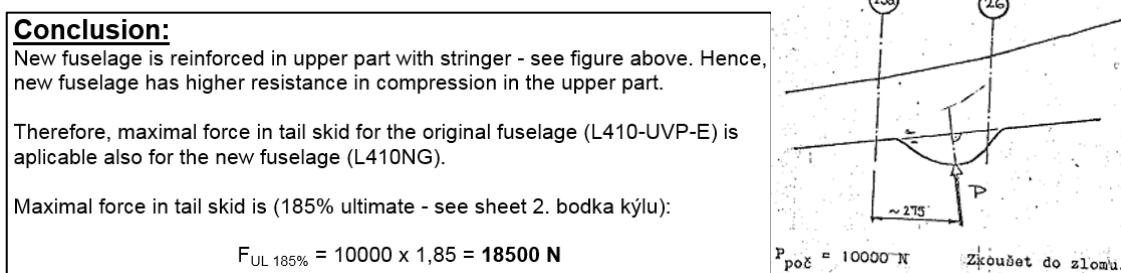 Conclusion:
New fuselage is reinforced in upper part with stringer - see figure above. Hence,
new fuselage has higher resistance in compression in the upper part.
Therefore, maximal force in tail skid for the original fuselage (L410-UVP-E) is
aplicable also for the new fuselage (L410NG).
Maximal force in tail skid is (185% ultimate - see sheet 2. bodka kýlu):
F UL 185% = 10000 x 1,85 = 18500 N
26
P
~275
P poč = 10000 N Zkoušet do zlomu.